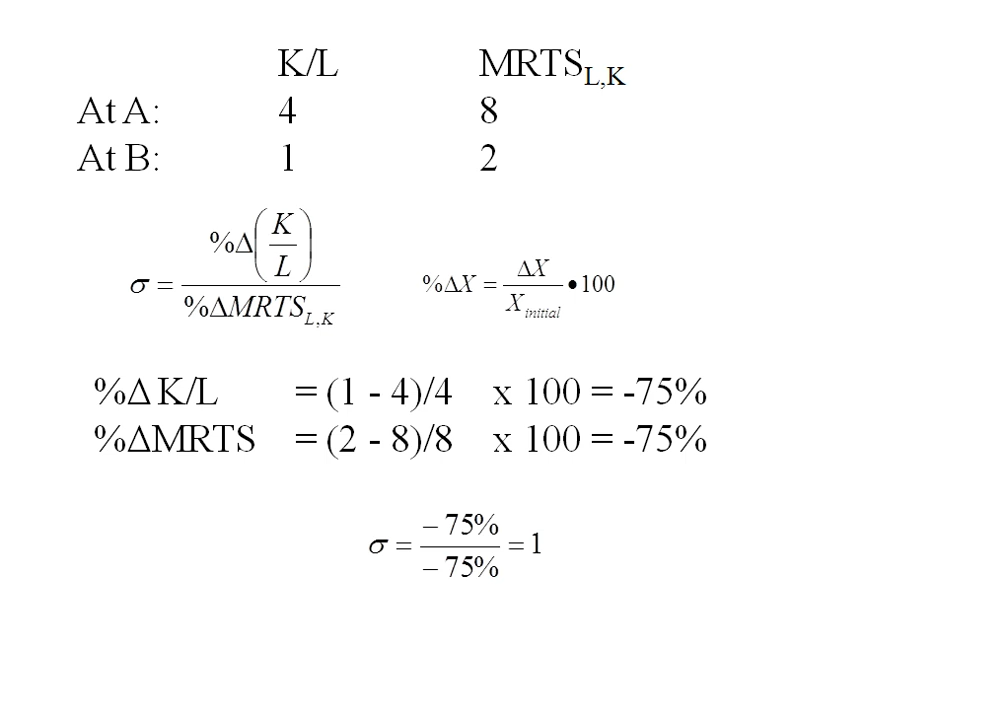 K/L MRTS_L,K
At A: 4 8
At B: 1 2
σ = %Δ(K/L) / %ΔMRTS_L,K %ΔX = ΔX / X_initial • 100
%Δ K/L = (1 - 4)/4 x 100 = -75%
%ΔMRTS = (2 - 8)/8 x 100 = -75%
σ = – 75% / – 75% = 1